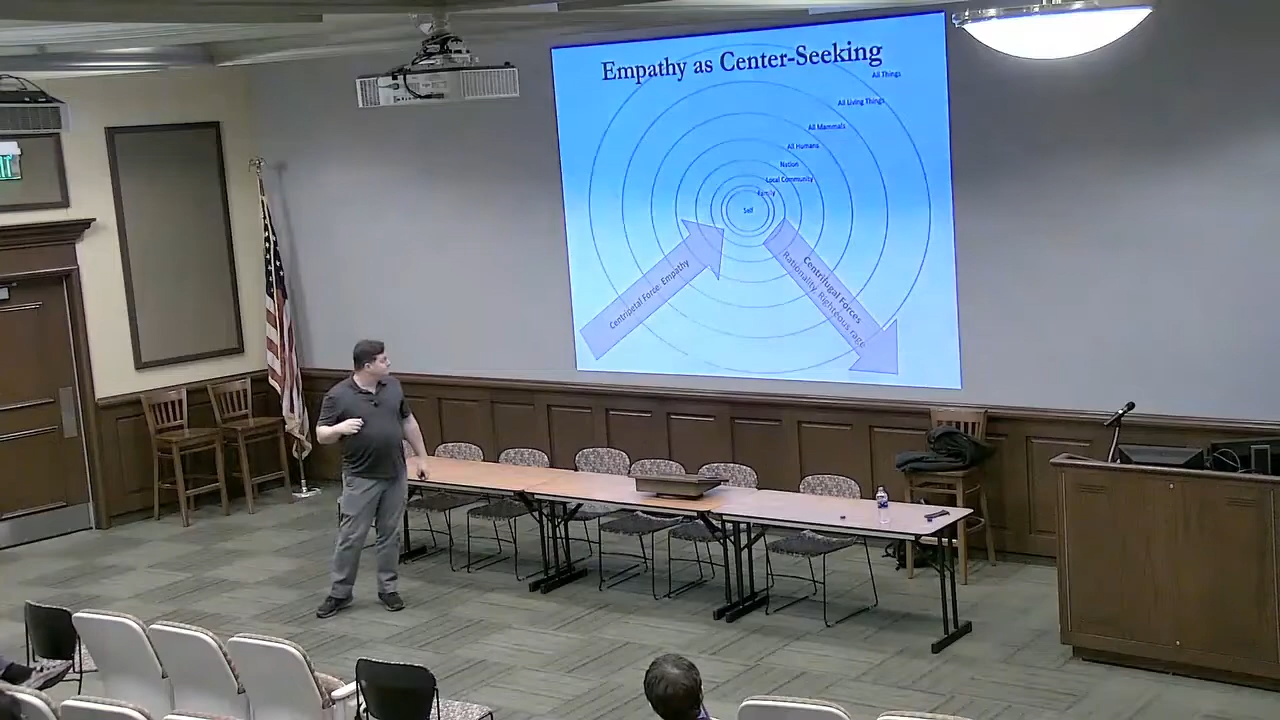 Empathy as Center-Seeking
All Things
All Living Things
All Mammals
All Humans
Nation
Local Community
Family
Self
Centripetal Force: Empathy
Centrifugal Forces
Rationality, Righteous rage